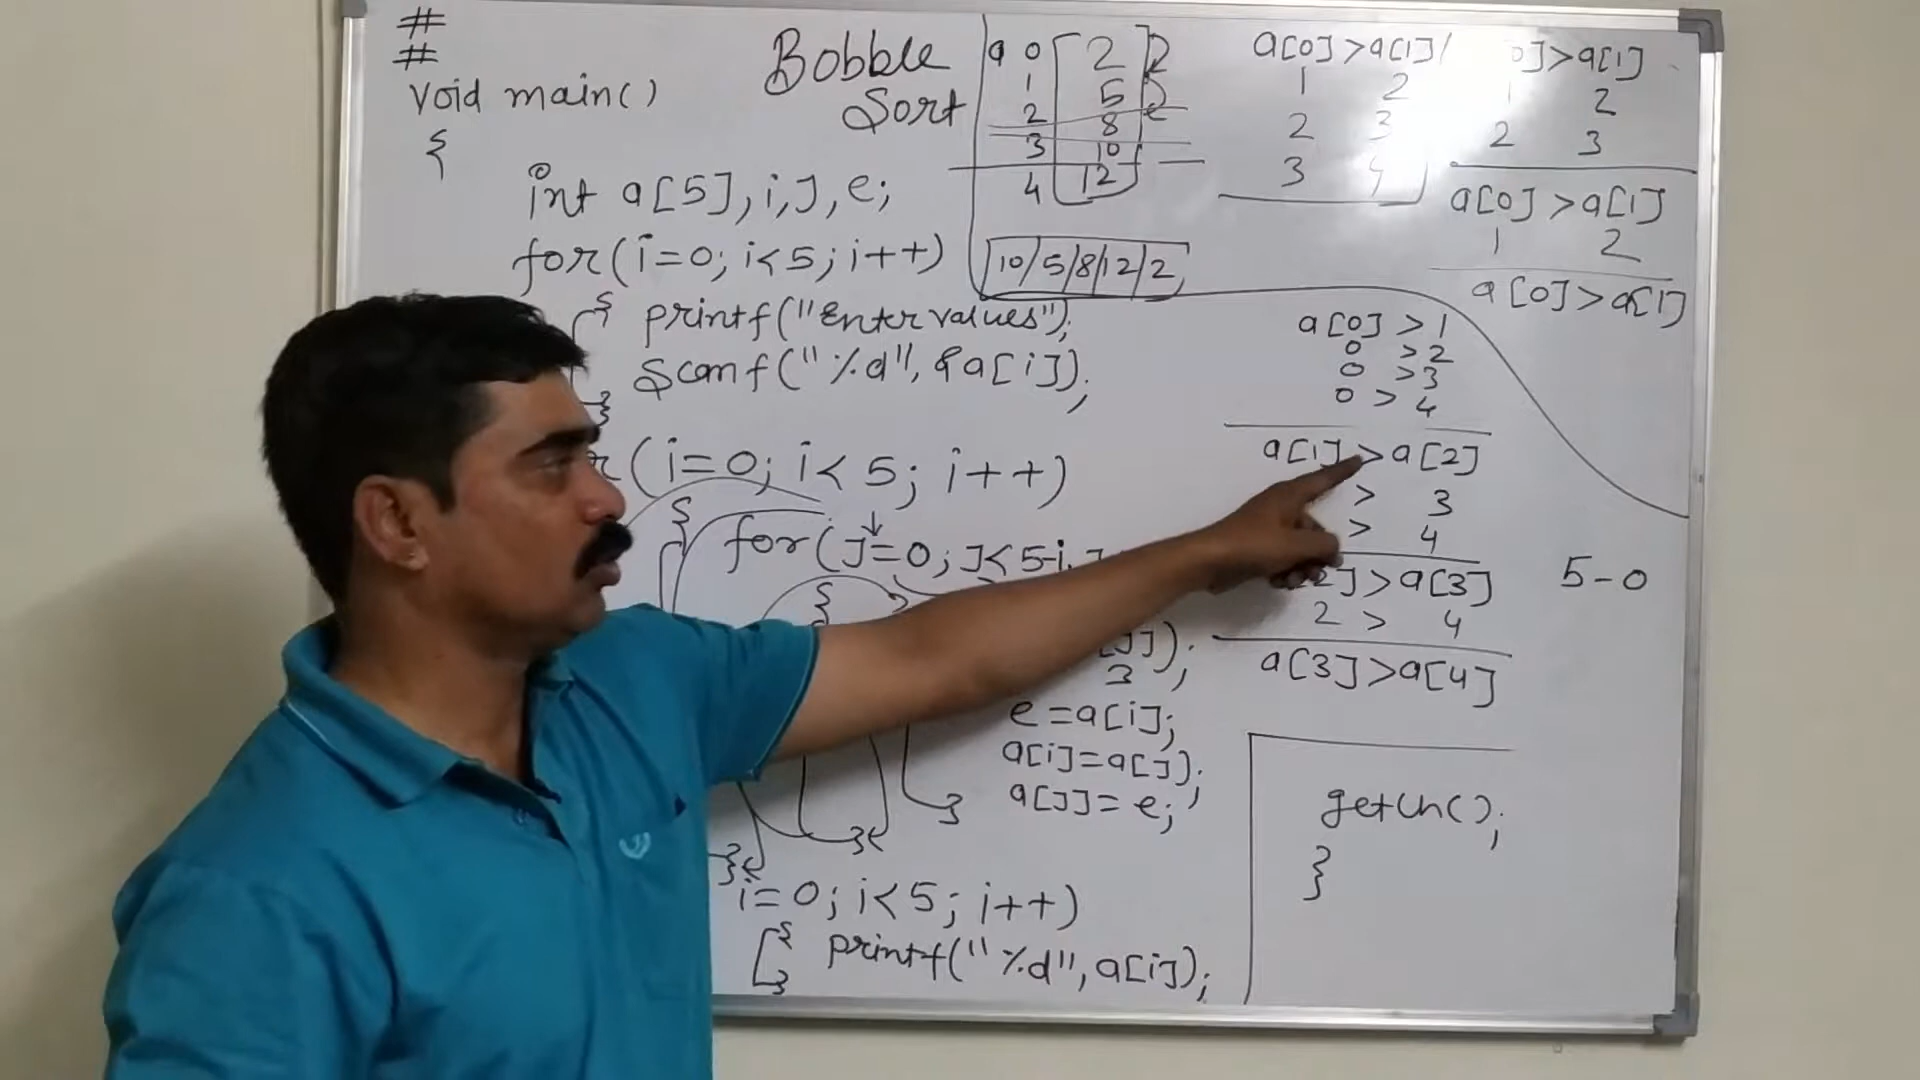 #
#
void main()
{
int a[5],i,J,e;
for(i=0; i<5; i++)
{ printf("Enter values");
scanf("%d", &a[i]);
}
(i=0; i<5; i++)
{
for(J=0; J<5-i,
{
J]);
3
e=a[i];
a[i]=a[J];
a[J]=e;
}
}
}
i=0; i<5; i++)
{ printf("%d", a[i]);
}
Bobble
Sort
a 0 2
1 5
2 8
3 10
4 12
10/5/8/12/2
a[0]>a[1]
1 2
2 3
3 4
0]>a[1]
1 2
2 3
a[0]>a[1]
1 2
a[0]>a[1]
a[0]>1
0 >2
0 >3
0 > 4
a[1]>a[2]
> 3
> 4
2]>a[3]
2 > 4
a[3]>a[4]
5-0
getch();
}